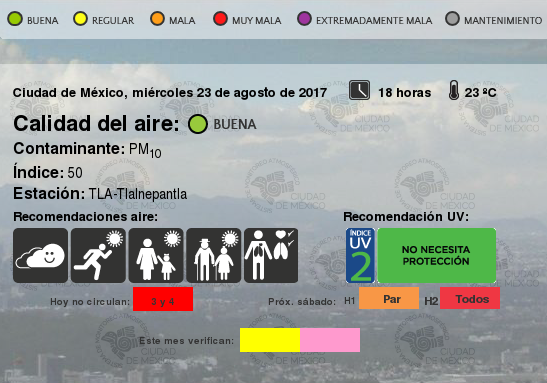 BUENA REGULAR MALA MUY MALA EXTREMADAMENTE MALA MANTENIMIENTO
Ciudad de México, miércoles 23 de agosto de 2017 18 horas 23 ºC
Calidad del aire: BUENA
Contaminante: PM10
Índice: 50
Estación: TLA-Tlalnepantla
Recomendaciones aire: Recomendación UV:
ÍNDICE UV 2 NO NECESITA PROTECCIÓN
Hoy no circulan: 3 y 4 Próx. sábado: H1 Par H2 Todos
Este mes verifican:
CIUDAD DE MÉXICO